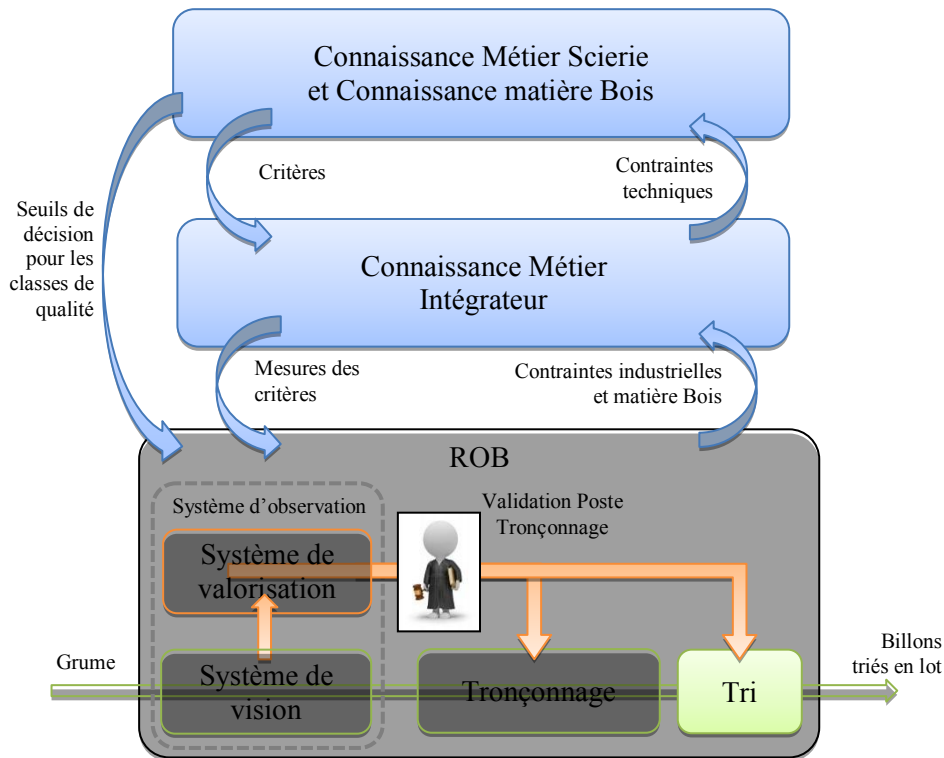 Connaissance Métier Scierie
et Connaissance matière Bois
Critères
Contraintes
techniques
Seuils de
décision
pour les
classes de
qualité
Connaissance Métier
Intégrateur
Mesures des
critères
Contraintes industrielles
et matière Bois
ROB
Système d’observation
Validation Poste
Tronçonnage
Système de
valorisation
Grume
Système de
vision
Tronçonnage
Tri
Billons
triés en lot